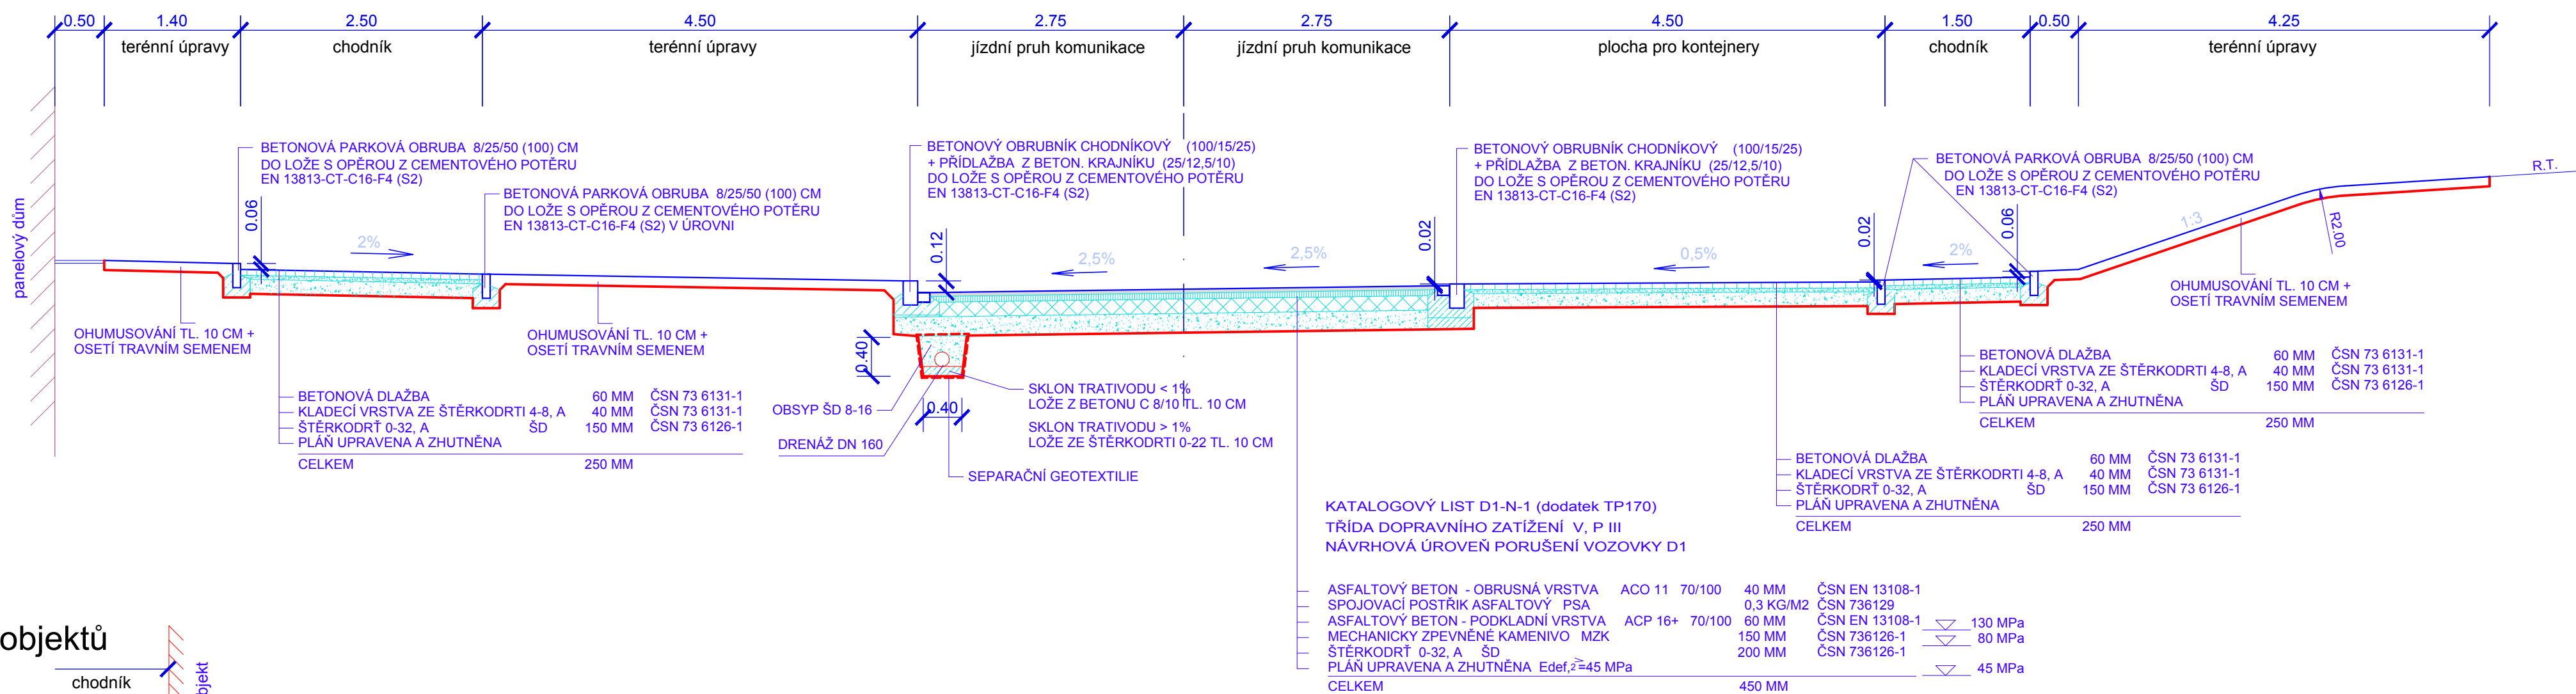 0.50 1.40 2.50 4.50 2.75 2.75 4.50 1.50 0.50 4.25
terénní úpravy chodník terénní úpravy jízdní pruh komunikace jízdní pruh komunikace plocha pro kontejnery chodník terénní úpravy
panelový dům
BETONOVÁ PARKOVÁ OBRUBA 8/25/50 (100) CM
DO LOŽE S OPĚROU Z CEMENTOVÉHO POTĚRU
EN 13813-CT-C16-F4 (S2)
BETONOVÁ PARKOVÁ OBRUBA 8/25/50 (100) CM
DO LOŽE S OPĚROU Z CEMENTOVÉHO POTĚRU
EN 13813-CT-C16-F4 (S2) V ÚROVNI
BETONOVÝ OBRUBNÍK CHODNÍKOVÝ (100/15/25)
+ PŘÍDLAŽBA Z BETON. KRAJNÍKU (25/12,5/10)
DO LOŽE S OPĚROU Z CEMENTOVÉHO POTĚRU
EN 13813-CT-C16-F4 (S2)
BETONOVÝ OBRUBNÍK CHODNÍKOVÝ (100/15/25)
+ PŘÍDLAŽBA Z BETON. KRAJNÍKU (25/12,5/10)
DO LOŽE S OPĚROU Z CEMENTOVÉHO POTĚRU
EN 13813-CT-C16-F4 (S2)
BETONOVÁ PARKOVÁ OBRUBA 8/25/50 (100) CM
DO LOŽE S OPĚROU Z CEMENTOVÉHO POTĚRU
EN 13813-CT-C16-F4 (S2)
R.T.
0.06
2%
0.12
2,5%
2,5%
0.02
0,5%
0.02
2%
0.06
1:3
R2.00
OHUMUSOVÁNÍ TL. 10 CM +
OSETÍ TRAVNÍM SEMENEM
OHUMUSOVÁNÍ TL. 10 CM +
OSETÍ TRAVNÍM SEMENEM
OHUMUSOVÁNÍ TL. 10 CM +
OSETÍ TRAVNÍM SEMENEM
BETONOVÁ DLAŽBA 60 MM ČSN 73 6131-1
KLADECÍ VRSTVA ZE ŠTĚRKODRTI 4-8, A 40 MM ČSN 73 6131-1
ŠTĚRKODRŤ 0-32, A ŠD 150 MM ČSN 73 6126-1
PLÁŇ UPRAVENA A ZHUTNĚNA
CELKEM 250 MM
0.40
0.40
OBSYP ŠD 8-16
DRENÁŽ DN 160
SKLON TRATIVODU < 1%
LOŽE Z BETONU C 8/10 TL. 10 CM
SKLON TRATIVODU > 1%
LOŽE ZE ŠTĚRKODRTI 0-22 TL. 10 CM
SEPARAČNÍ GEOTEXTILIE
BETONOVÁ DLAŽBA 60 MM ČSN 73 6131-1
KLADECÍ VRSTVA ZE ŠTĚRKODRTI 4-8, A 40 MM ČSN 73 6131-1
ŠTĚRKODRŤ 0-32, A ŠD 150 MM ČSN 73 6126-1
PLÁŇ UPRAVENA A ZHUTNĚNA
CELKEM 250 MM
BETONOVÁ DLAŽBA 60 MM ČSN 73 6131-1
KLADECÍ VRSTVA ZE ŠTĚRKODRTI 4-8, A 40 MM ČSN 73 6131-1
ŠTĚRKODRŤ 0-32, A ŠD 150 MM ČSN 73 6126-1
PLÁŇ UPRAVENA A ZHUTNĚNA
CELKEM 250 MM
KATALOGOVÝ LIST D1-N-1 (dodatek TP170)
TŘÍDA DOPRAVNÍHO ZATÍŽENÍ V, P III
NÁVRHOVÁ ÚROVEŇ PORUŠENÍ VOZOVKY D1
ASFALTOVÝ BETON - OBRUSNÁ VRSTVA ACO 11 70/100 40 MM ČSN EN 13108-1
SPOJOVACÍ POSTŘIK ASFALTOVÝ PSA 0,3 KG/M2 ČSN 736129
ASFALTOVÝ BETON - PODKLADNÍ VRSTVA ACP 16+ 70/100 60 MM ČSN EN 13108-1 130 MPa
MECHANICKY ZPEVNĚNÉ KAMENIVO MZK 150 MM ČSN 736126-1 80 MPa
ŠTĚRKODRŤ 0-32, A ŠD 200 MM ČSN 736126-1
PLÁŇ UPRAVENA A ZHUTNĚNA Edef,2≥=45 MPa 45 MPa
CELKEM 450 MM
objektů
chodník
bjekt